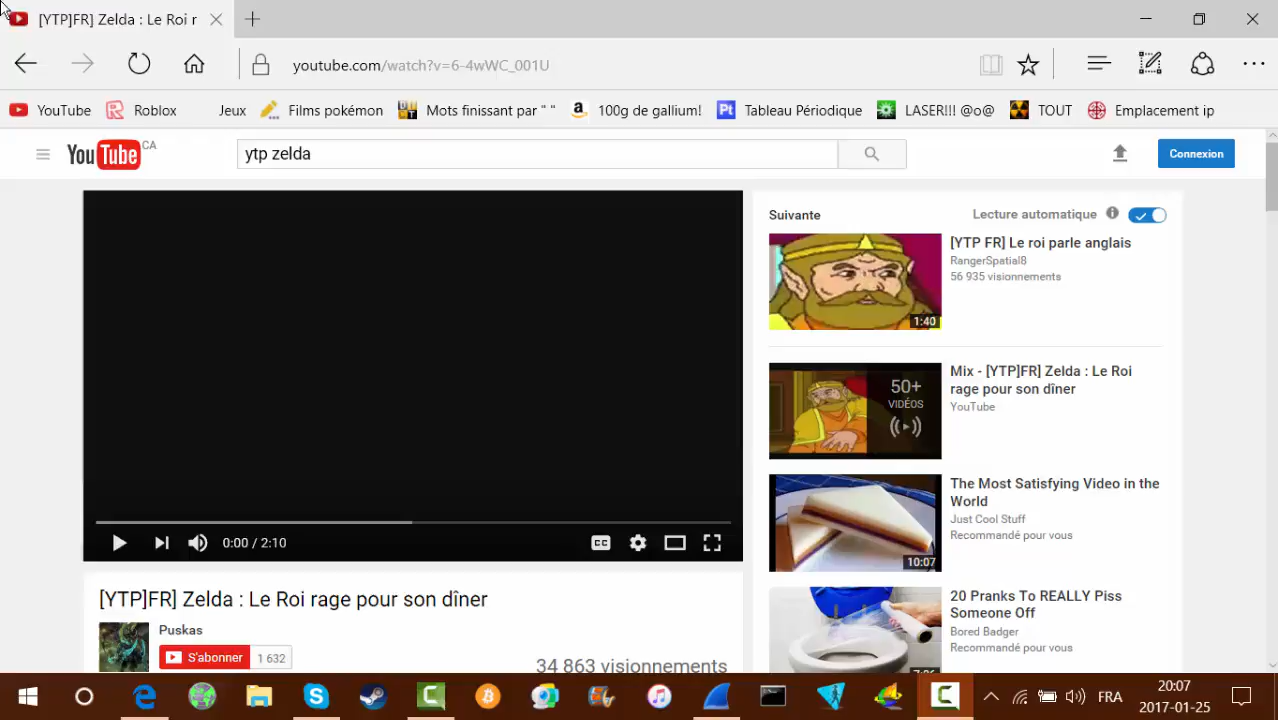 [YTP]FR] Zelda : Le Roi r
youtube.com/watch?v=6-4wWC_001U
YouTube Roblox Jeux Films pokémon Mots finissant par " " 100g de gallium! Tableau Périodique LASER!!! @o@ TOUT Emplacement ip
YouTube CA ytp zelda Connexion
Suivante Lecture automatique
[YTP FR] Le roi parle anglais
RangerSpatial8
56 935 visionnements
1:40
Mix - [YTP]FR] Zelda : Le Roi
rage pour son dîner
YouTube
50+
VIDÉOS
The Most Satisfying Video in the
World
Just Cool Stuff
Recommandé pour vous
10:07
0:00 / 2:10 CC
20 Pranks To REALLY Piss
Someone Off
Bored Badger
Recommandé pour vous
[YTP]FR] Zelda : Le Roi rage pour son dîner
Puskas
S'abonner 1 632
34 863 visionnements
FRA
20:07
2017-01-25